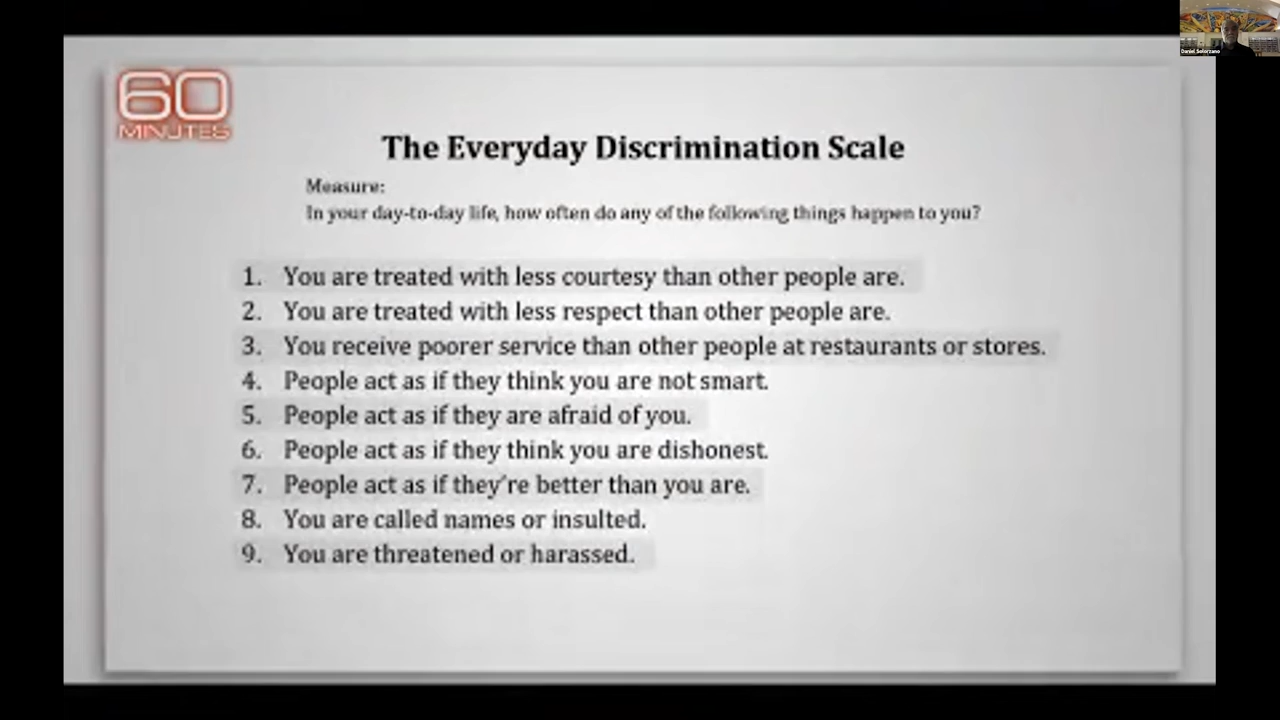 Daniel Solorzano
60
MINUTES
The Everyday Discrimination Scale
Measure:
In your day-to-day life, how often do any of the following things happen to you?
1. You are treated with less courtesy than other people are.
2. You are treated with less respect than other people are.
3. You receive poorer service than other people at restaurants or stores.
4. People act as if they think you are not smart.
5. People act as if they are afraid of you.
6. People act as if they think you are dishonest.
7. People act as if they're better than you are.
8. You are called names or insulted.
9. You are threatened or harassed.